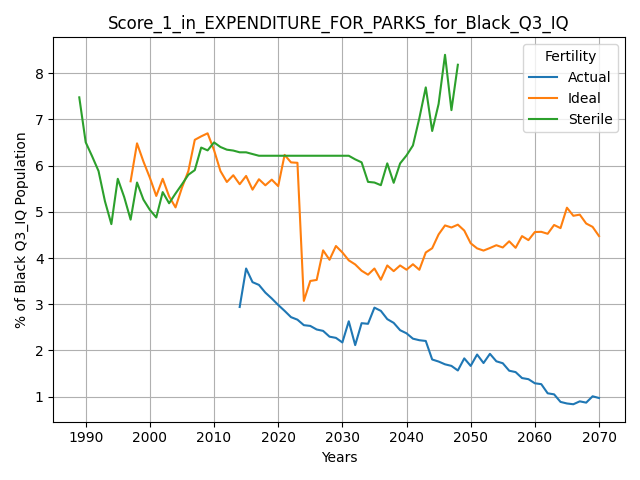 Score_1_in_EXPENDITURE_FOR_PARKS_for_Black_Q3_IQ
% of Black Q3_IQ Population
8
7
6
5
4
3
2
1
Fertility
Actual
Ideal
Sterile
1990 2000 2010 2020 2030 2040 2050 2060 2070
Years